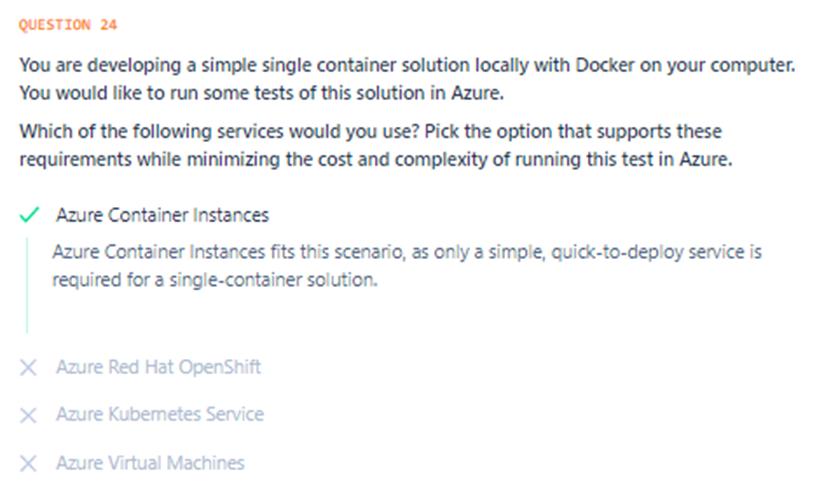 QUESTION 24
You are developing a simple single container solution locally with Docker on your computer.
You would like to run some tests of this solution in Azure.
Which of the following services would you use? Pick the option that supports these
requirements while minimizing the cost and complexity of running this test in Azure.
Azure Container Instances
Azure Container Instances fits this scenario, as only a simple, quick-to-deploy service is
required for a single-container solution.
Azure Red Hat OpenShift
Azure Kubernetes Service
Azure Virtual Machines